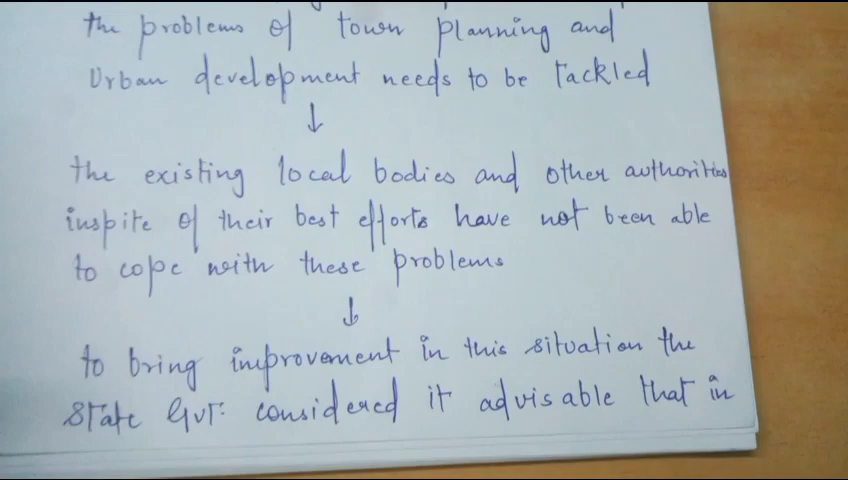 the problems of town planning and
Urban development needs to be tackled
↓
the existing local bodies and other authorities
inspite of their best efforts have not been able
to cope with these problems
↓
to bring improvement in this situation the
State Gvt: considered it advisable that in